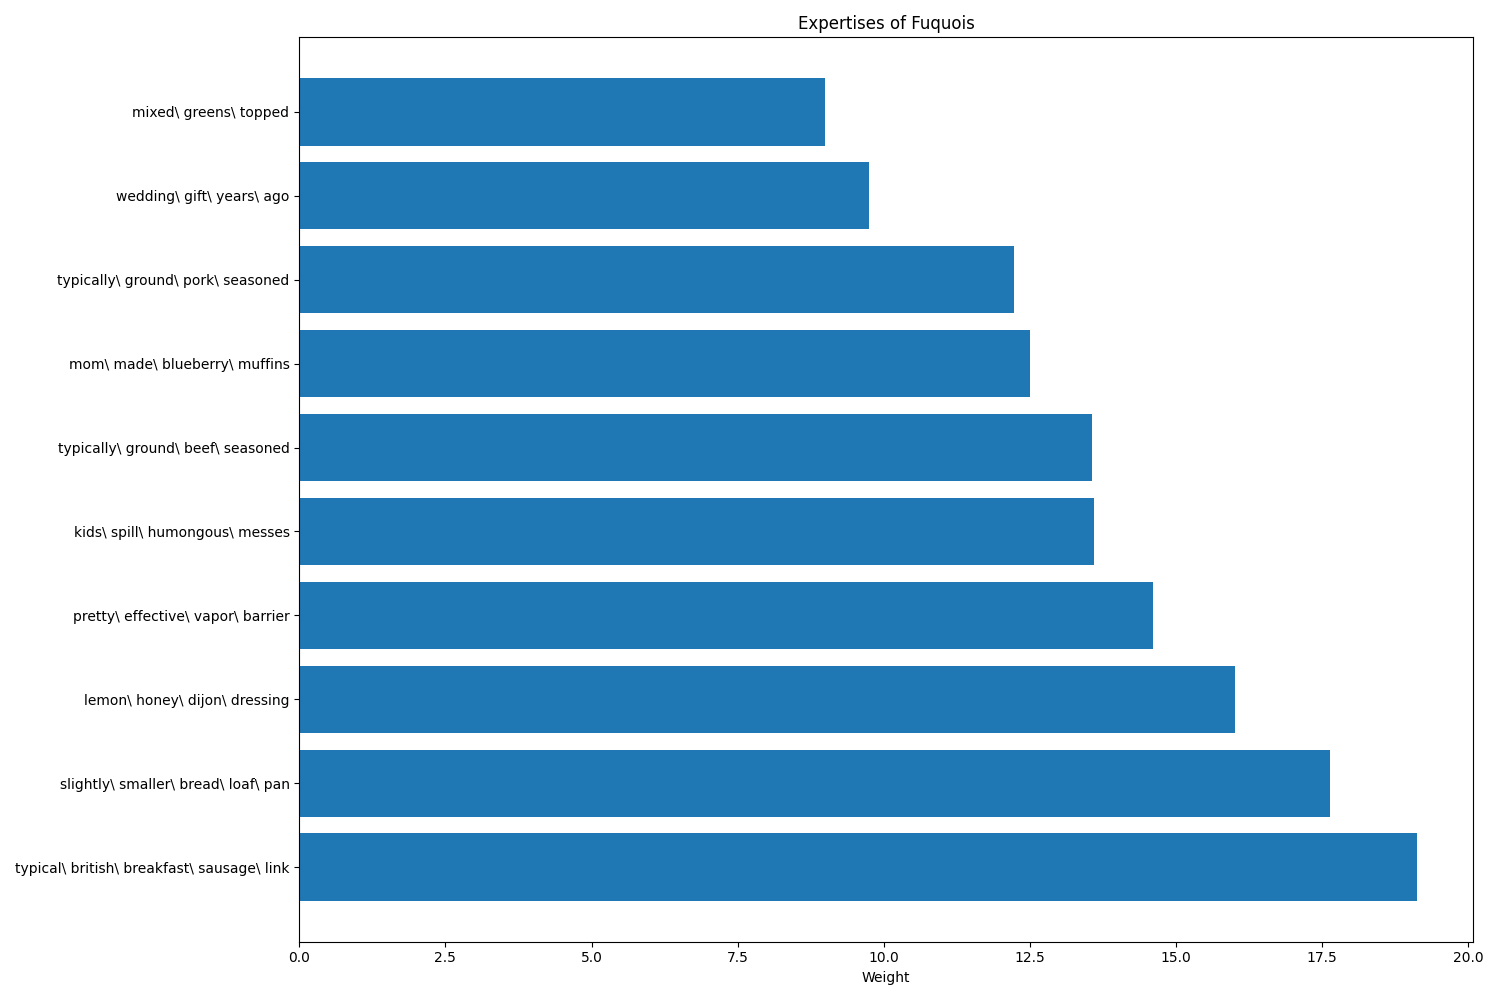 Expertises of Fuquois
mixed\ greens\ topped
wedding\ gift\ years\ ago
typically\ ground\ pork\ seasoned
mom\ made\ blueberry\ muffins
typically\ ground\ beef\ seasoned
kids\ spill\ humongous\ messes
pretty\ effective\ vapor\ barrier
lemon\ honey\ dijon\ dressing
slightly\ smaller\ bread\ loaf\ pan
typical\ british\ breakfast\ sausage\ link
0.0 2.5 5.0 7.5 10.0 12.5 15.0 17.5 20.0
Weight